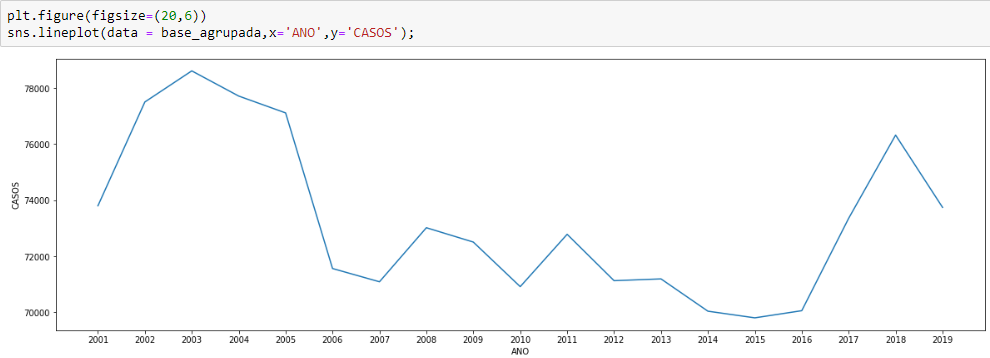 plt.figure(figsize=(20,6))
sns.lineplot(data = base_agrupada,x='ANO',y='CASOS');
78000
76000
74000
72000
70000
CASOS
2001 2002 2003 2004 2005 2006 2007 2008 2009 2010 2011 2012 2013 2014 2015 2016 2017 2018 2019
ANO